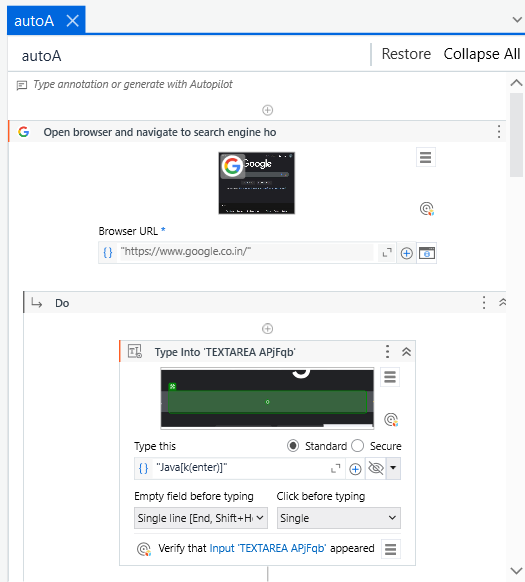 autoA
autoA Restore Collapse All
Type annotation or generate with Autopilot
Open browser and navigate to search engine ho
Google
Browser URL *
"https://www.google.co.in/"
Do
Type Into 'TEXTAREA APjFqb'
Type this Standard Secure
"Java[k(enter)]"
Empty field before typing Click before typing
Single line [End, Shift+H Single
Verify that Input 'TEXTAREA APjFqb' appeared